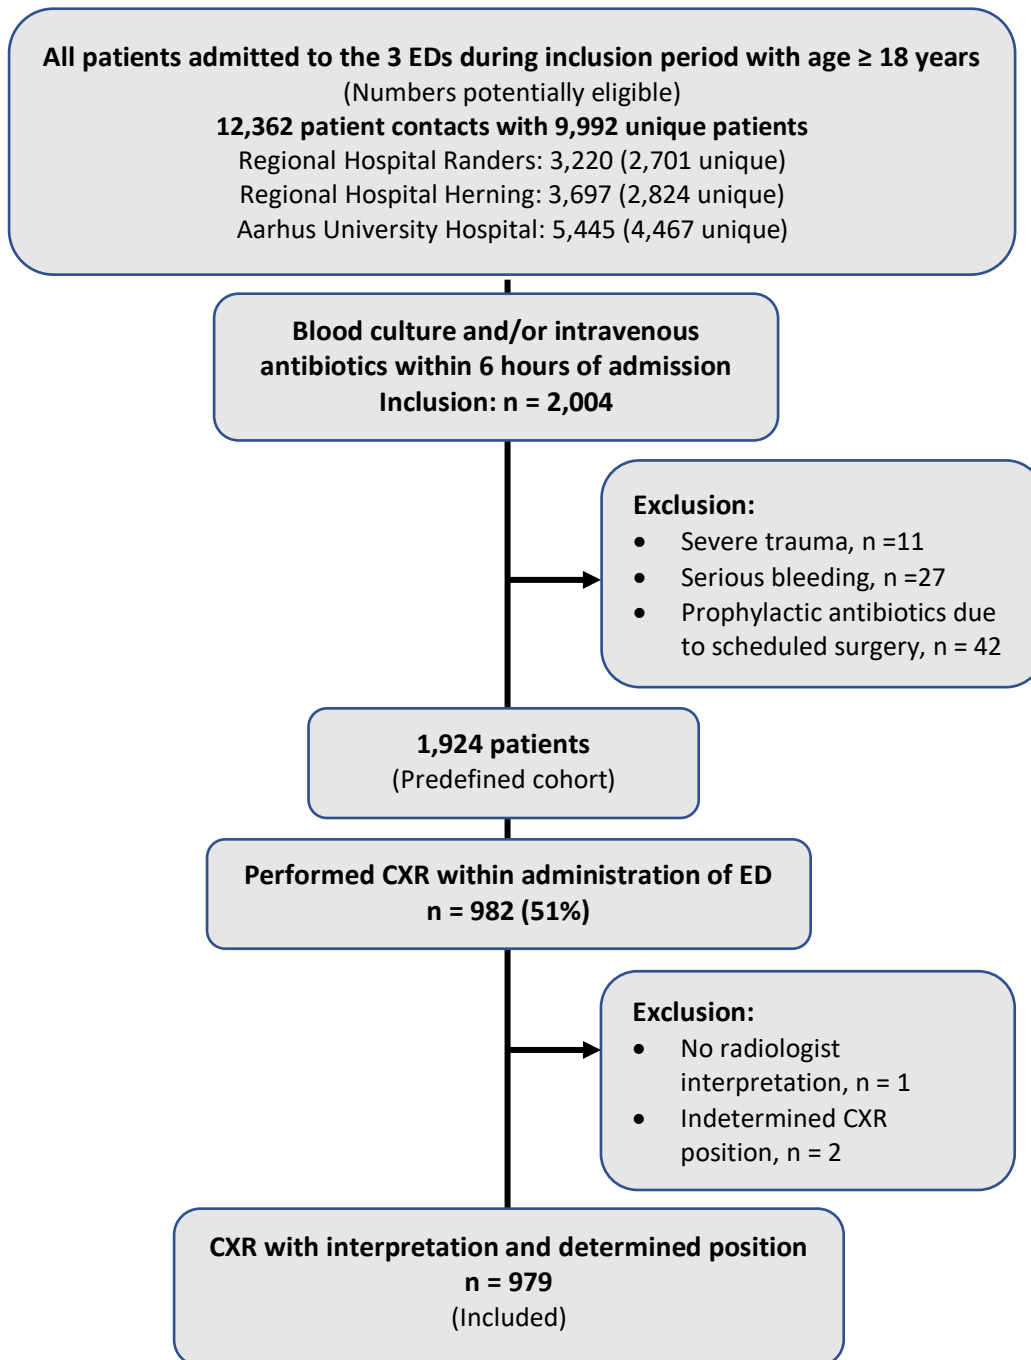 All patients admitted to the 3 EDs during inclusion period with age ≥ 18 years
(Numbers potentially eligible)
12,362 patient contacts with 9,992 unique patients
Regional Hospital Randers: 3,220 (2,701 unique)
Regional Hospital Herning: 3,697 (2,824 unique)
Aarhus University Hospital: 5,445 (4,467 unique)
Blood culture and/or intravenous
antibiotics within 6 hours of admission
Inclusion: n = 2,004
Exclusion:
• Severe trauma, n =11
• Serious bleeding, n =27
• Prophylactic antibiotics due
to scheduled surgery, n = 42
1,924 patients
(Predefined cohort)
Performed CXR within administration of ED
n = 982 (51%)
Exclusion:
• No radiologist
interpretation, n = 1
• Indetermined CXR
position, n = 2
CXR with interpretation and determined position
n = 979
(Included)